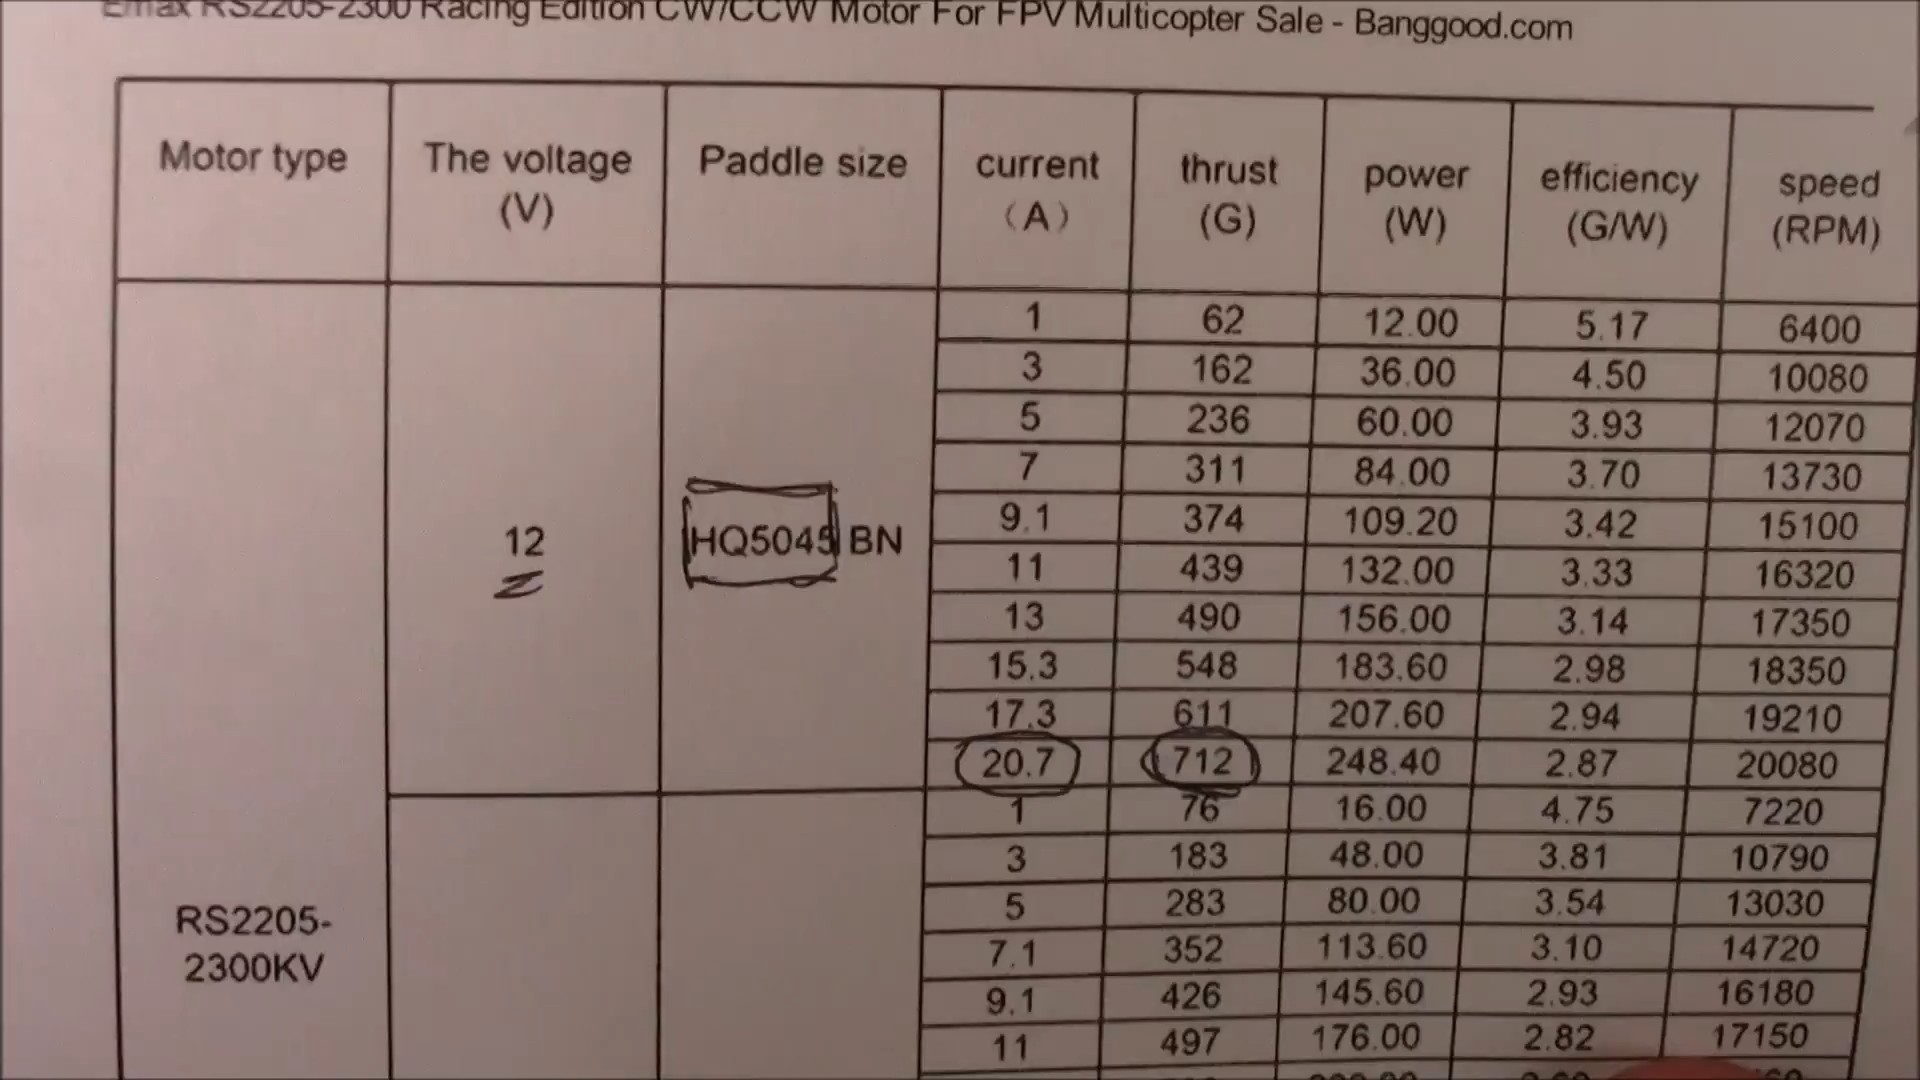 Emax RS2205-2300 Racing Edition CW/CCW Motor For FPV Multicopter Sale - Banggood.com
Motor type The voltage (V) Paddle size current (A) thrust (G) power (W) efficiency (G/W) speed (RPM)
1 62 12.00 5.17 6400
3 162 36.00 4.50 10080
5 236 60.00 3.93 12070
7 311 84.00 3.70 13730
9.1 374 109.20 3.42 15100
12 HQ5045 BN
11 439 132.00 3.33 16320
13 490 156.00 3.14 17350
15.3 548 183.60 2.98 18350
17.3 611 207.60 2.94 19210
20.7 712 248.40 2.87 20080
1 76 16.00 4.75 7220
3 183 48.00 3.81 10790
RS2205-
2300KV
5 283 80.00 3.54 13030
7.1 352 113.60 3.10 14720
9.1 426 145.60 2.93 16180
11 497 176.00 2.82 17150